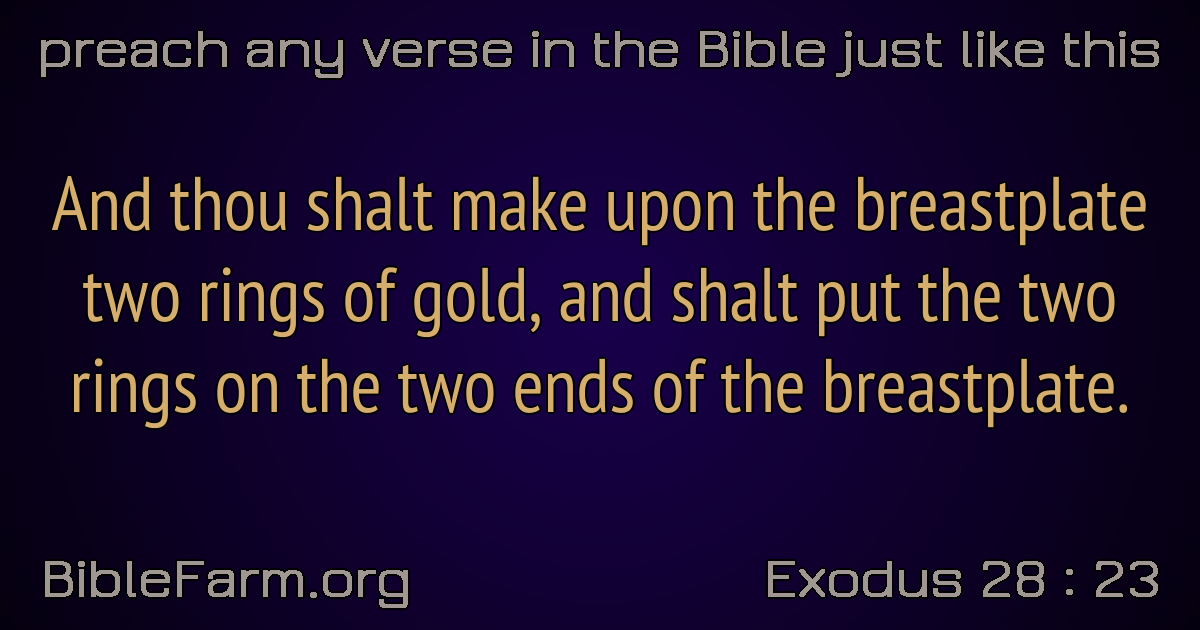 preach any verse in the Bible just like this
And thou shalt make upon the breastplate
two rings of gold, and shalt put the two
rings on the two ends of the breastplate.
BibleFarm.org
Exodus 28 : 23